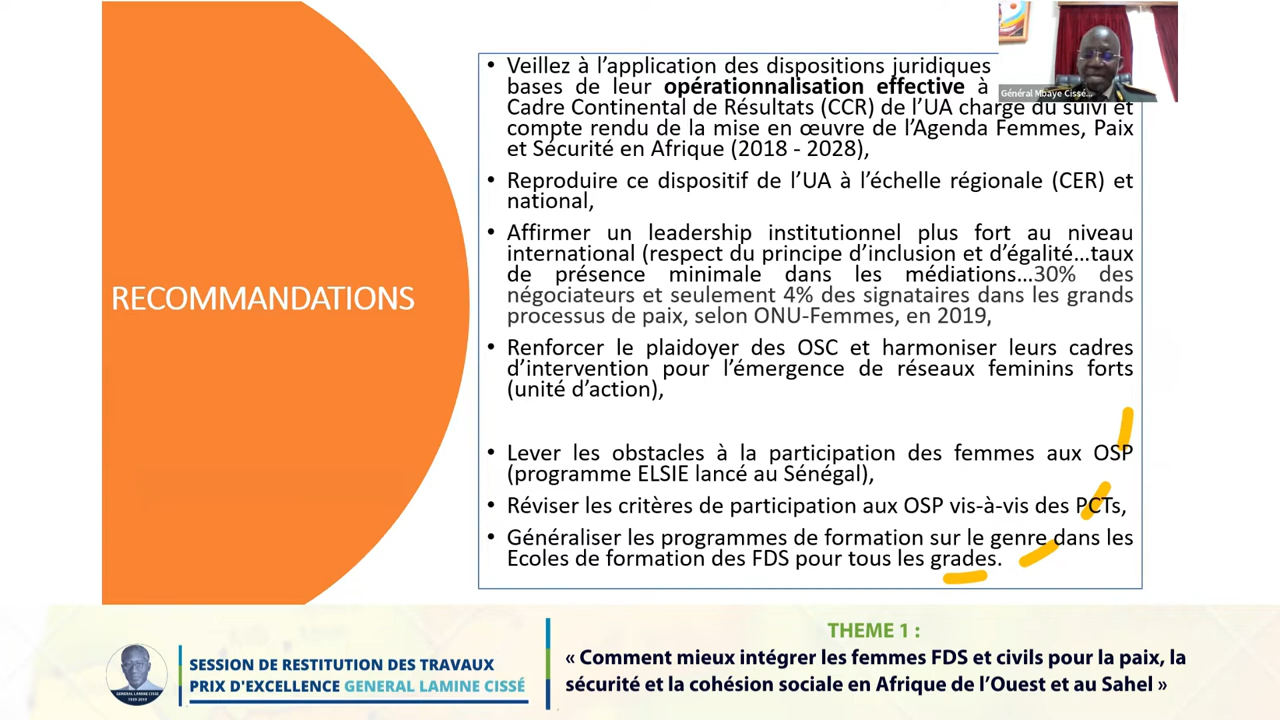 Général Mbaye Cissé...
RECOMMANDATIONS
• Veillez à l’application des dispositions juridiques
bases de leur opérationnalisation effective à
Cadre Continental de Résultats (CCR) de l’UA chargé du suivi et
compte rendu de la mise en œuvre de l’Agenda Femmes, Paix
et Sécurité en Afrique (2018 - 2028),
• Reproduire ce dispositif de l’UA à l’échelle régionale (CER) et
national,
• Affirmer un leadership institutionnel plus fort au niveau
international (respect du principe d’inclusion et d’égalité…taux
de présence minimale dans les médiations…30% des
négociateurs et seulement 4% des signataires dans les grands
processus de paix, selon ONU-Femmes, en 2019,
• Renforcer le plaidoyer des OSC et harmoniser leurs cadres
d’intervention pour l’émergence de réseaux feminins forts
(unité d’action),
• Lever les obstacles à la participation des femmes aux OSP
(programme ELSIE lancé au Sénégal),
• Réviser les critères de participation aux OSP vis-à-vis des PCTs,
• Généraliser les programmes de formation sur le genre dans les
Ecoles de formation des FDS pour tous les grades.
GENERAL LAMINE CISSÉ
SESSION DE RESTITUTION DES TRAVAUX
PRIX D'EXCELLENCE GENERAL LAMINE CISSÉ
THEME 1 :
« Comment mieux intégrer les femmes FDS et civils pour la paix, la
sécurité et la cohésion sociale en Afrique de l’Ouest et au Sahel »